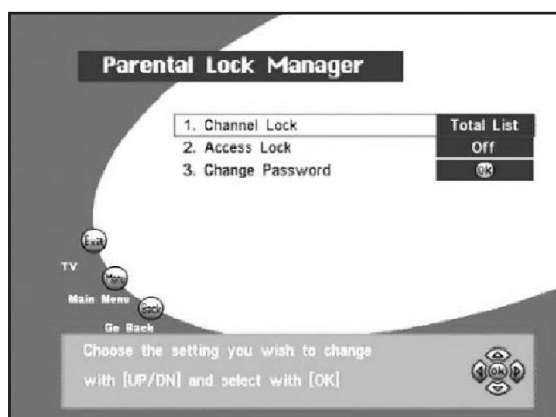 Parental Lock Manager
1. Channel Lock Total List
2. Access Lock Off
3. Change Password OK
Exit
TV
Menu
Main Menu
Back
Go Back
Choose the setting you wish to change
with [UP/DN] and select with [OK]
OK